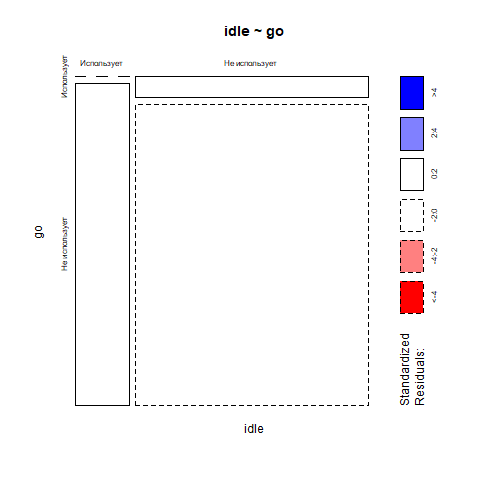 idle ~ go
Использует
Не использует
Использует
Не использует
go
idle
>4
2:4
0:2
-2:0
-4:-2
<-4
Standardized
Residuals: